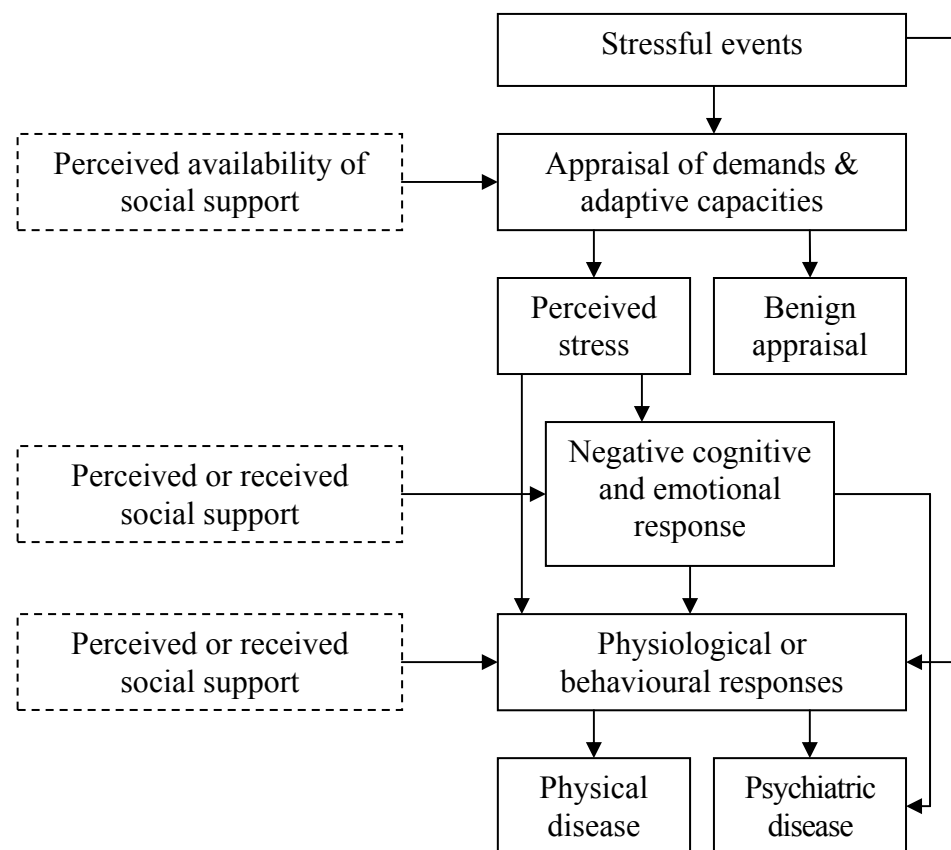 Stressful events
Perceived availability of
social support
Appraisal of demands &
adaptive capacities
Perceived
stress
Benign
appraisal
Perceived or received
social support
Negative cognitive
and emotional
response
Perceived or received
social support
Physiological or
behavioural responses
Physical
disease
Psychiatric
disease